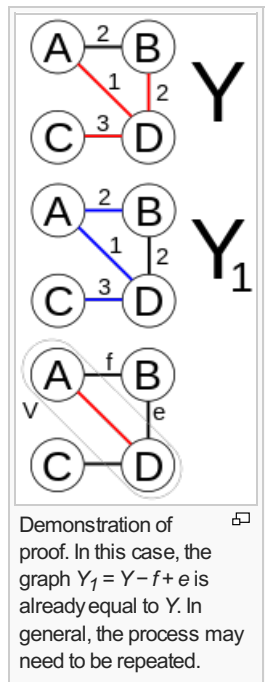 A 2 B
1 2 Y
C 3 D
A 2 B
1 2 Y1
C 3 D
A f B
V e
C D
Demonstration of
proof. In this case, the
graph Y1 = Y − f + e is
already equal to Y. In
general, the process may
need to be repeated.